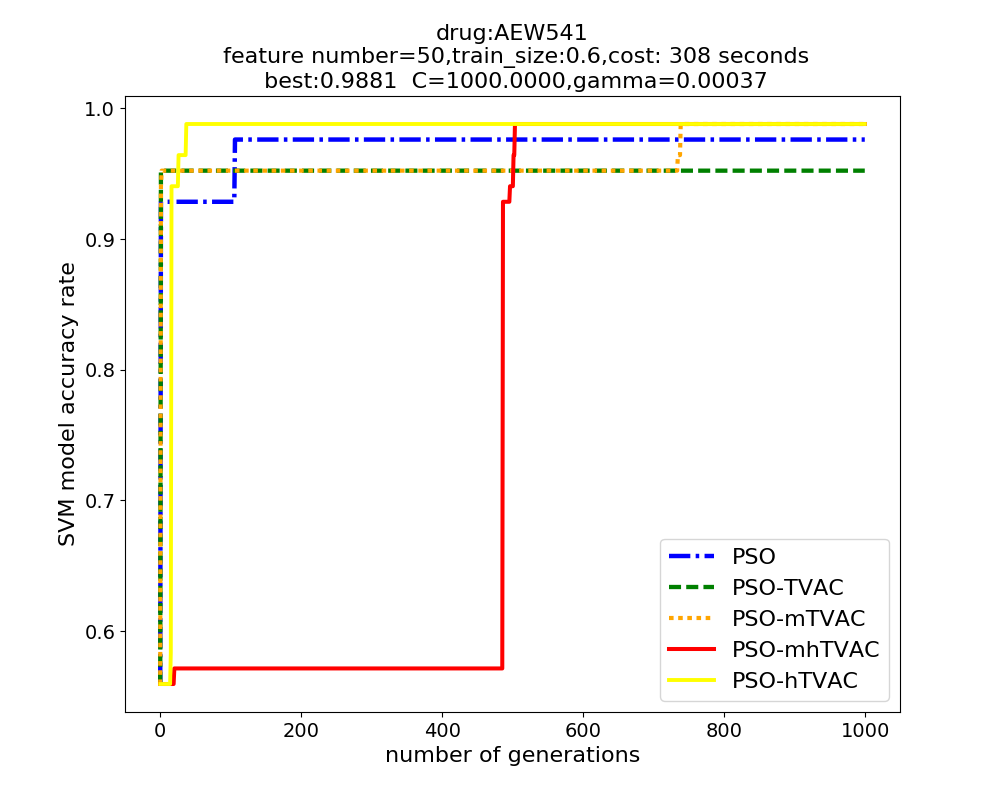 drug:AEW541
feature number=50,train_size:0.6,cost: 308 seconds
best:0.9881  C=1000.0000,gamma=0.00037
1.0
0.9
0.8
0.7
0.6
SVM model accuracy rate
PSO
PSO-TVAC
PSO-mTVAC
PSO-mhTVAC
PSO-hTVAC
0 200 400 600 800 1000
number of generations